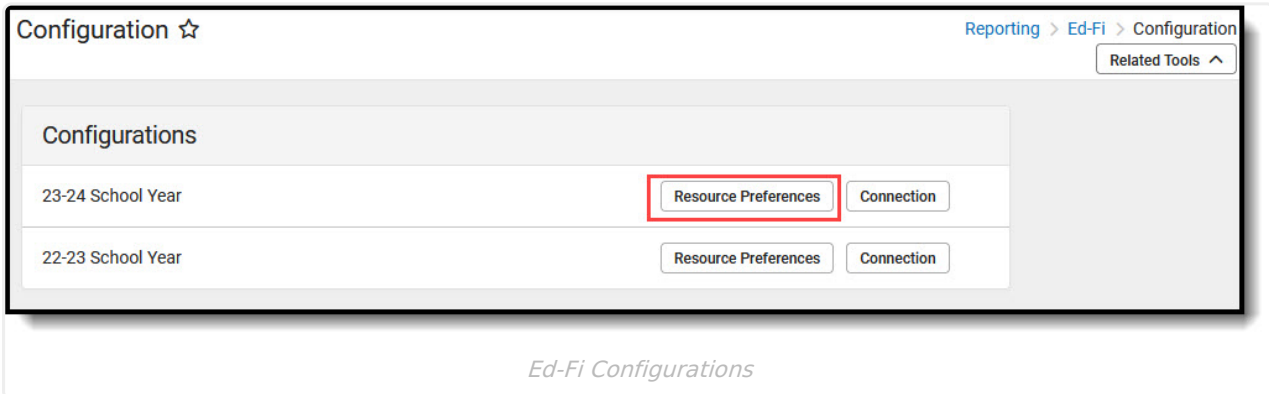 Configuration
Reporting > Ed-Fi > Configuration
Related Tools
Configurations
23-24 School Year
Resource Preferences
Connection
22-23 School Year
Resource Preferences
Connection
Ed-Fi Configurations